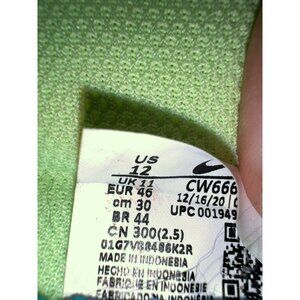 US
12
UK 11
EUR 46
cm 30
BR 44
CN 300(2.5)
MADE IN INDONESIA
HECHO EN INDONESIA
FABRIQUE EN INDONESIE
FABRICADO NA INDONESIA
CW666
12/16/20
UPC 001949